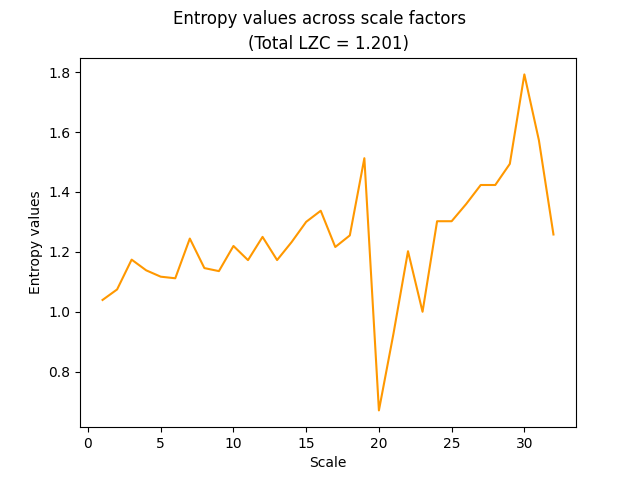 Entropy values across scale factors
(Total LZC = 1.201)
1.8
1.6
1.4
1.2
1.0
0.8
Entropy values
0 5 10 15 20 25 30
Scale